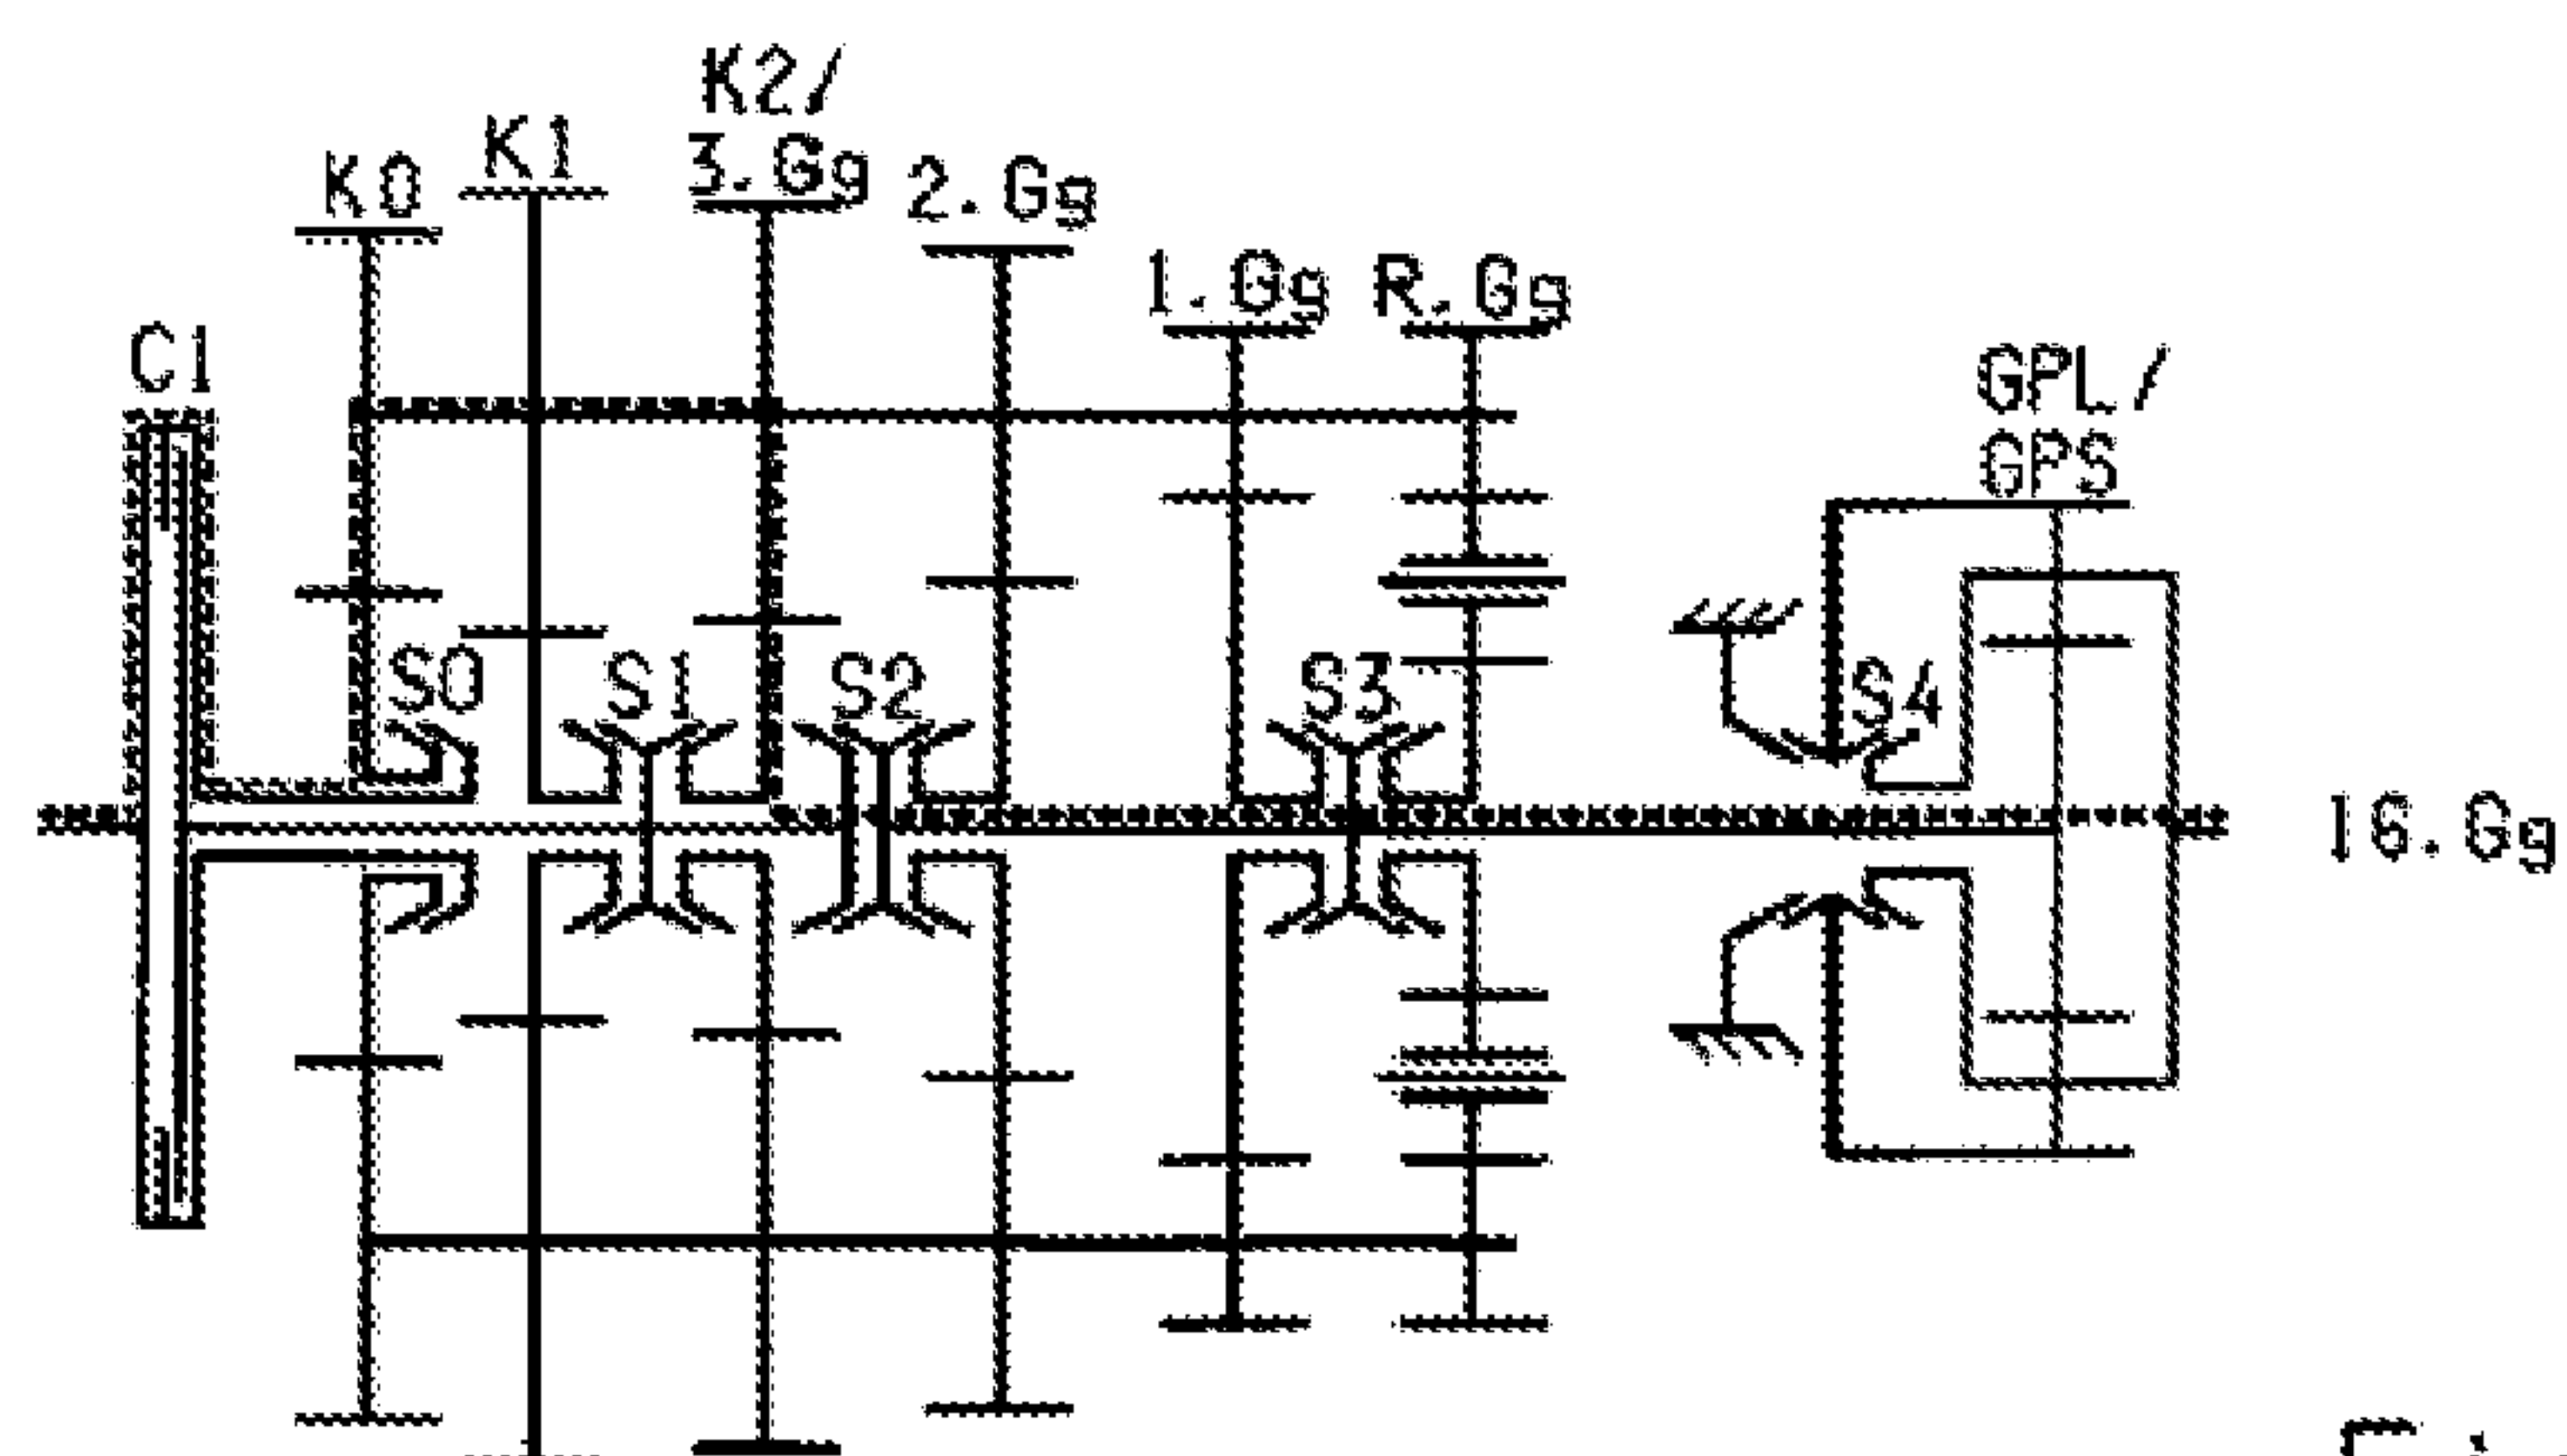 K2/
K1
3.Gg
K0
2.Gg
1.Gg
R.Gg
C1
GPL/
GPS
S0
S1
S2
S3
S4
16.Gg